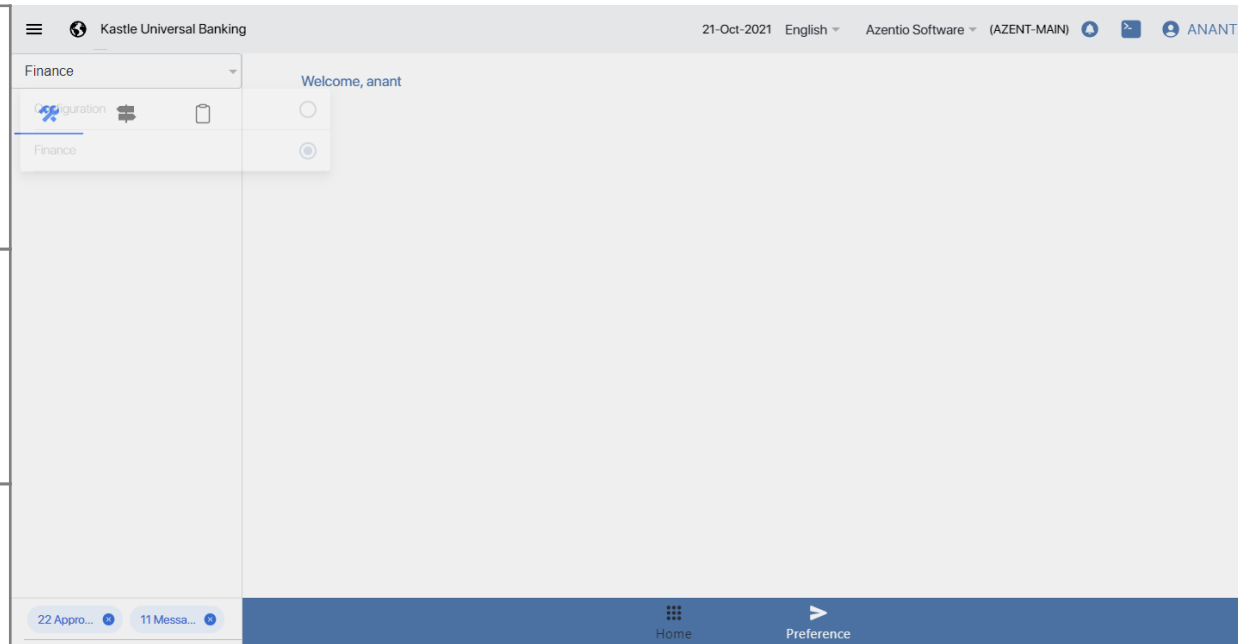 Kastle Universal Banking 21-Oct-2021 English Azentio Software (AZENT-MAIN) ANANT
Finance
Welcome, anant
Configuration
Finance
22 Appro... 11 Messa...
Home Preference